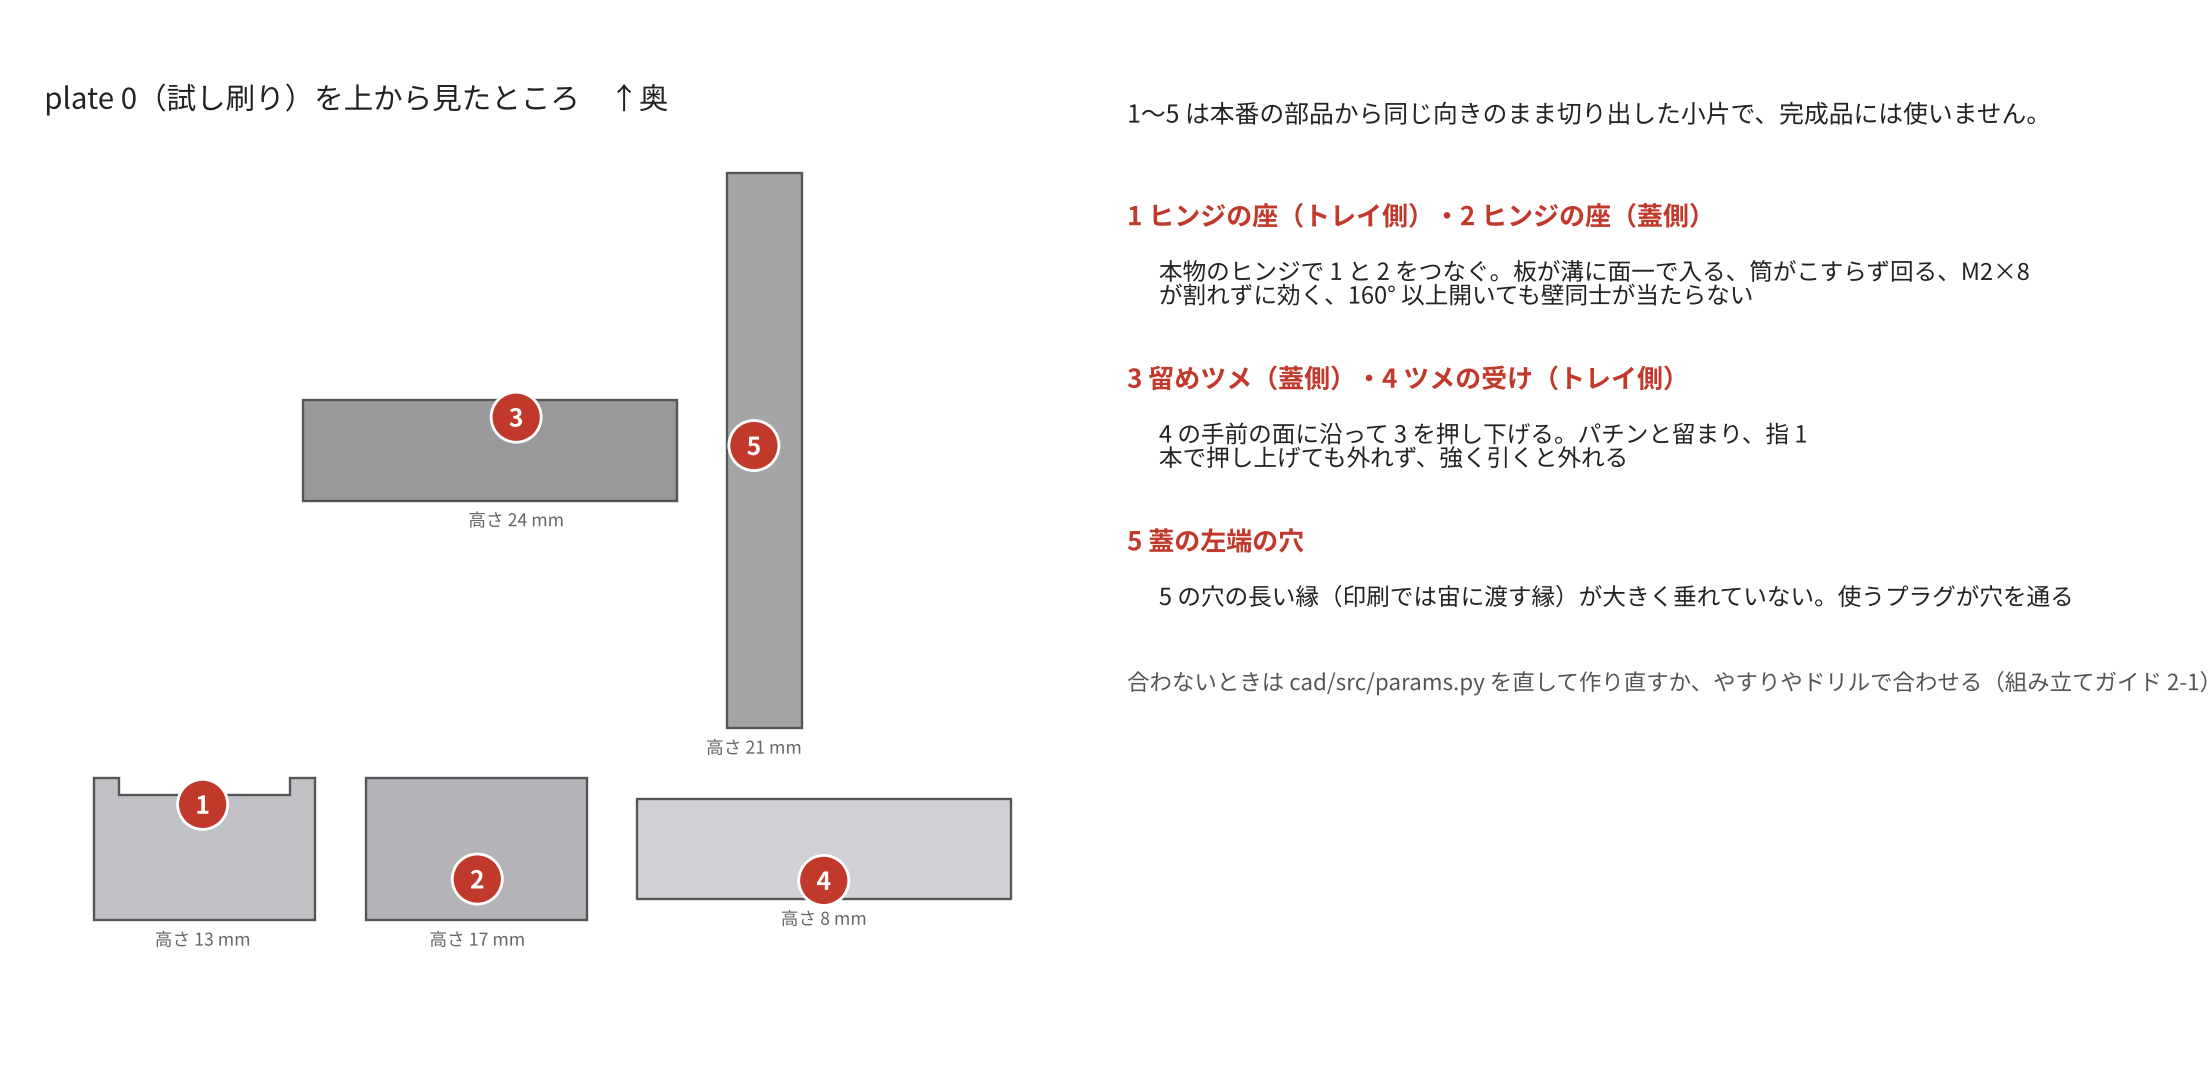 plate 0（試し刷り）を上から見たところ　↑奥
3
高さ 24 mm
5
高さ 21 mm
1
高さ 13 mm
2
高さ 17 mm
4
高さ 8 mm
1〜5 は本番の部品から同じ向きのまま切り出した小片で、完成品には使いません。
1 ヒンジの座（トレイ側）・2 ヒンジの座（蓋側）
本物のヒンジで 1 と 2 をつなぐ。板が溝に面一で入る、筒がこすらず回る、M2×8
が割れずに効く、160° 以上開いても壁同士が当たらない
3 留めツメ（蓋側）・4 ツメの受け（トレイ側）
4 の手前の面に沿って 3 を押し下げる。パチンと留まり、指 1
本で押し上げても外れず、強く引くと外れる
5 蓋の左端の穴
5 の穴の長い縁（印刷では宙に渡す縁）が大きく垂れていない。使うプラグが穴を通る
合わないときは cad/src/params.py を直して作り直すか、やすりやドリルで合わせる（組み立てガイド 2-1）